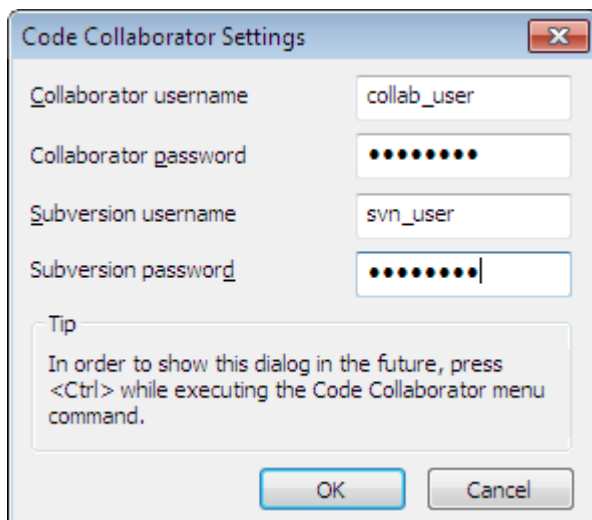 Code Collaborator Settings
Collaborator username
collab_user
Collaborator password
••••••••
Subversion username
svn_user
Subversion password
••••••••
Tip
In order to show this dialog in the future, press
<Ctrl> while executing the Code Collaborator menu
command.
OK
Cancel